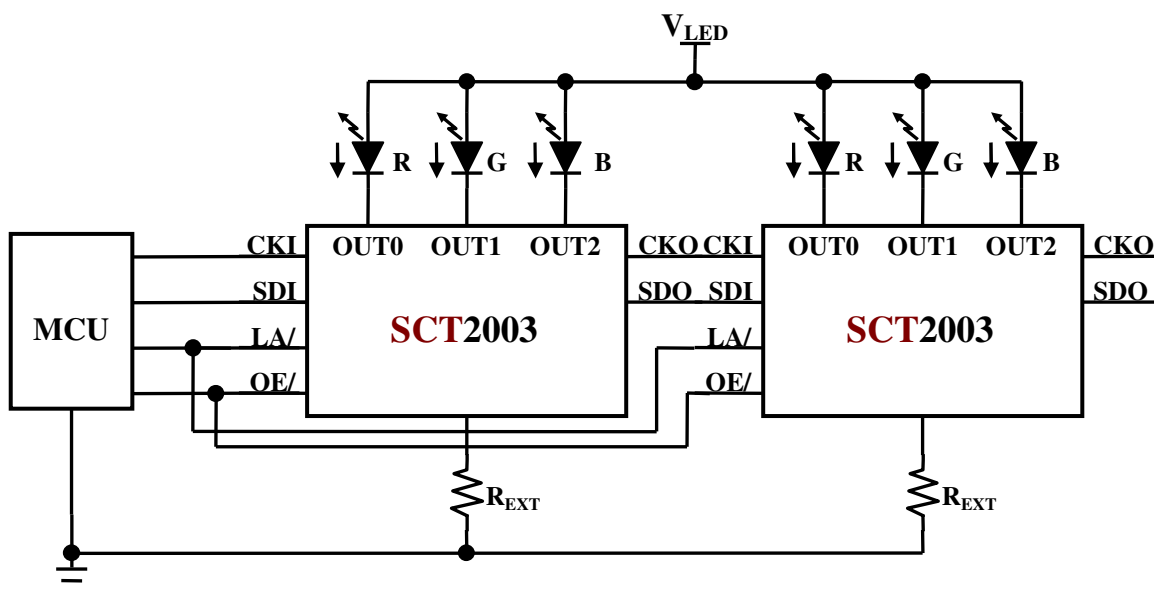 VLED
R G B R G B
CKI OUT0 OUT1 OUT2 CKO CKI OUT0 OUT1 OUT2 CKO
SDI SDO SDI SDO
MCU SCT2003 SCT2003
LA/ LA/
OE/ OE/
REXT REXT